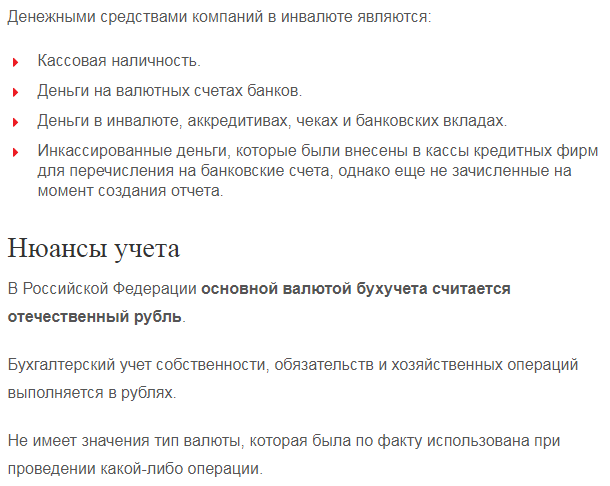 Денежными средствами компаний в инвалюте являются:
Кассовая наличность.
Деньги на валютных счетах банков.
Деньги в инвалюте, аккредитивах, чеках и банковских вкладах.
Инкассированные деньги, которые были внесены в кассы кредитных фирм
для перечисления на банковские счета, однако еще не зачисленные на
момент создания отчета.
Нюансы учета
В Российской Федерации основной валютой бухучета считается
отечественный рубль.
Бухгалтерский учет собственности, обязательств и хозяйственных операций
выполняется в рублях.
Не имеет значения тип валюты, которая была по факту использована при
проведении какой-либо операции.